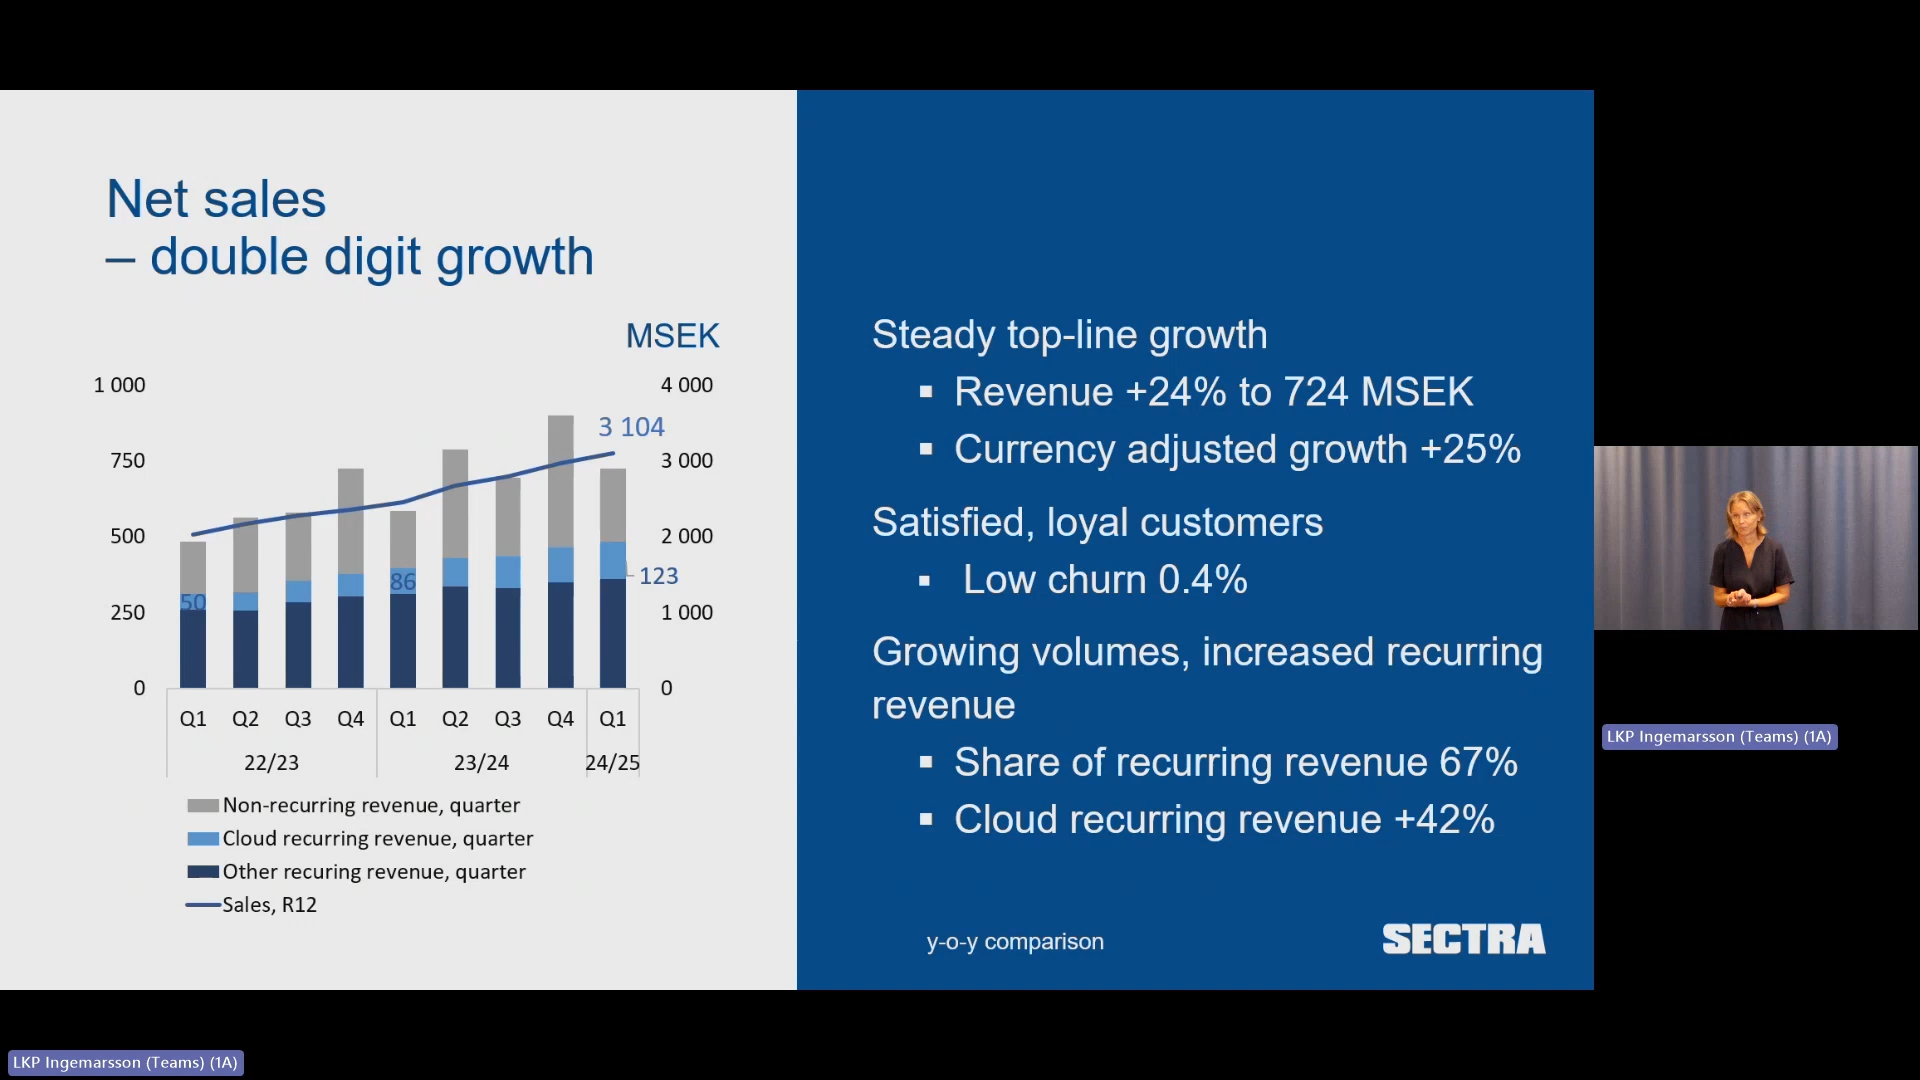 Net sales
– double digit growth
MSEK
1 000
750
500
250
0
4 000
3 000
2 000
1 000
0
3 104
50
86
123
Q1 Q2 Q3 Q4 Q1 Q2 Q3 Q4 Q1
22/23 23/24 24/25
Non-recurring revenue, quarter
Cloud recurring revenue, quarter
Other recuring revenue, quarter
Sales, R12
Steady top-line growth
▪ Revenue +24% to 724 MSEK
▪ Currency adjusted growth +25%
Satisfied, loyal customers
▪ Low churn 0.4%
Growing volumes, increased recurring
revenue
▪ Share of recurring revenue 67%
▪ Cloud recurring revenue +42%
y-o-y comparison
SECTRA
LKP Ingemarsson (Teams) (1A)
LKP Ingemarsson (Teams) (1A)